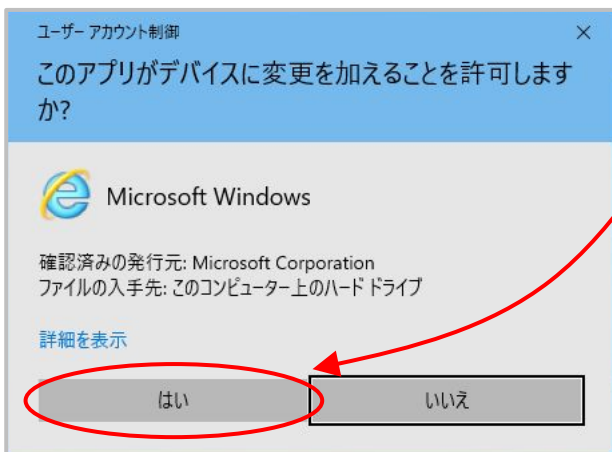 ユーザー アカウント制御
このアプリがデバイスに変更を加えることを許可します
か?
Microsoft Windows
確認済みの発行元: Microsoft Corporation
ファイルの入手先: このコンピューター上のハード ドライブ
詳細を表示
はい
いいえ